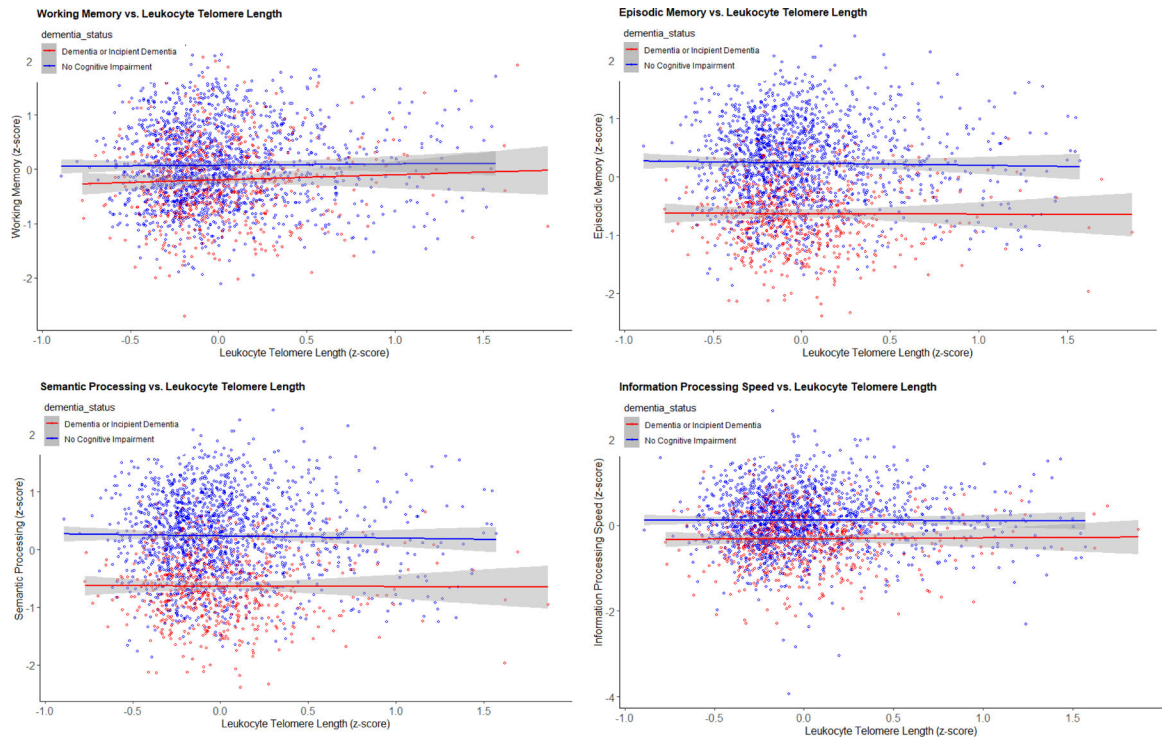 Working Memory vs. Leukocyte Telomere Length
dementia_status
Dementia or Incipient Dementia
No Cognitive Impairment
Working Memory (z-score)
2
1
0
-1
-2
-1.0 -0.5 0.0 0.5 1.0 1.5
Leukocyte Telomere Length (z-score)
Episodic Memory vs. Leukocyte Telomere Length
dementia_status
Dementia or Incipient Dementia
No Cognitive Impairment
Episodic Memory (z-score)
2
1
0
-1
-2
-1.0 -0.5 0.0 0.5 1.0 1.5
Leukocyte Telomere Length (z-score)
Semantic Processing vs. Leukocyte Telomere Length
dementia_status
Dementia or Incipient Dementia
No Cognitive Impairment
Semantic Processing (z-score)
2
1
0
-1
-2
-1.0 -0.5 0.0 0.5 1.0 1.5
Leukocyte Telomere Length (z-score)
Information Processing Speed vs. Leukocyte Telomere Length
dementia_status
Dementia or Incipient Dementia
No Cognitive Impairment
Information Processing Speed (z-score)
2
0
-2
-4
-1.0 -0.5 0.0 0.5 1.0 1.5
Leukocyte Telomere Length (z-score)